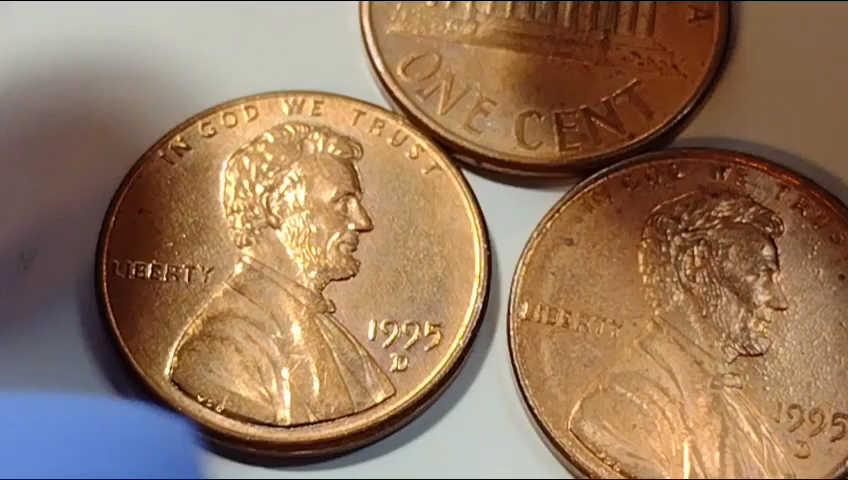 ONE CENT
IN GOD WE TRUST
LIBERTY
1995
D
IN GOD WE TRUST
LIBERTY
1995
D